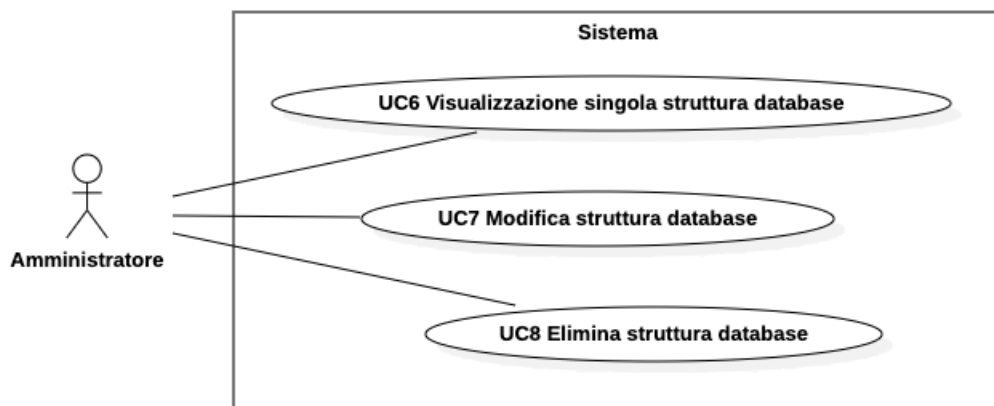 Sistema
UC6 Visualizzazione singola struttura database
UC7 Modifica struttura database
Amministratore
UC8 Elimina struttura database